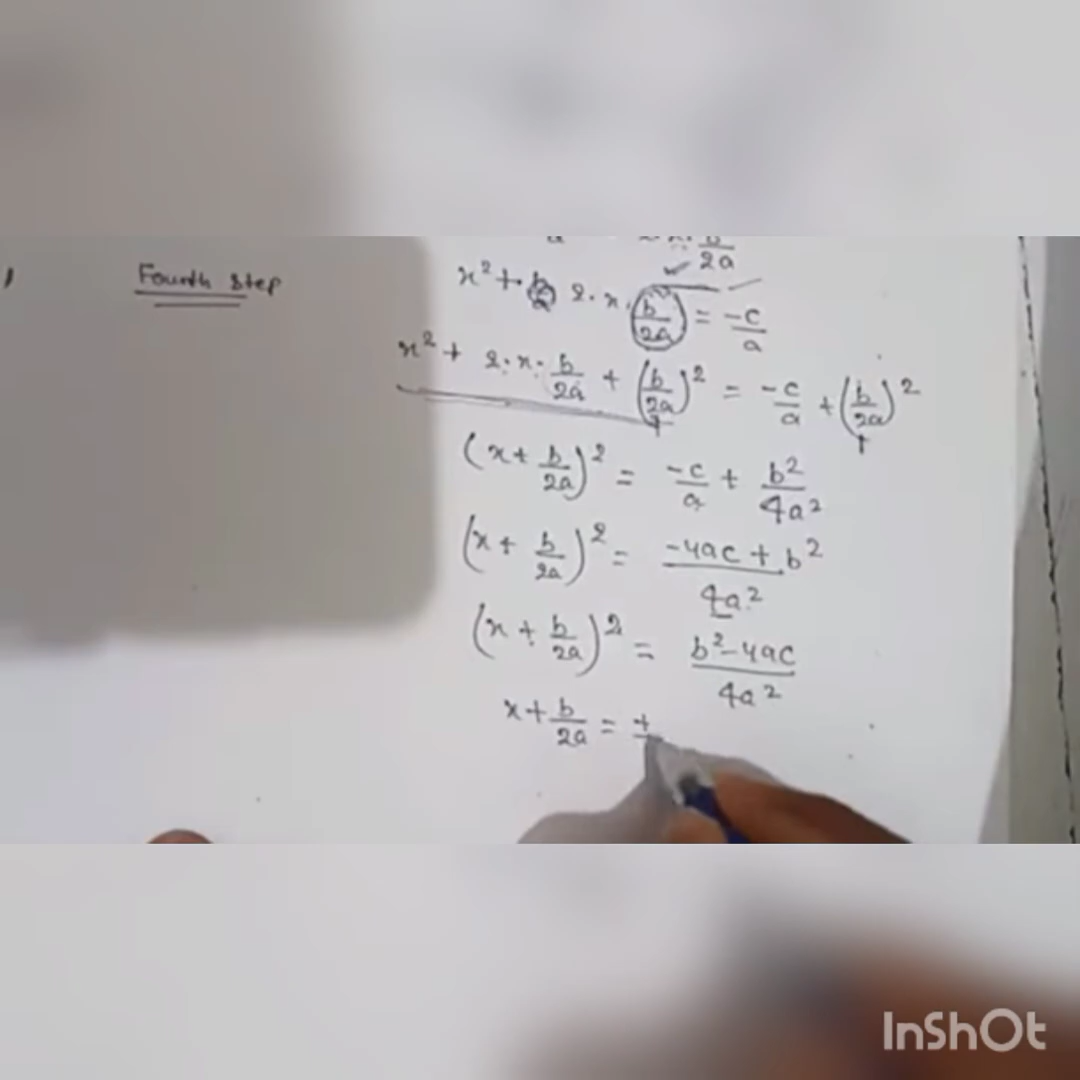 Fourth step
b/2a
x² + 2·x·(b/2a) = -c/a
x² + 2·x·b/2a + (b/2a)² = -c/a + (b/2a)²
(x + b/2a)² = -c/a + b²/4a²
(x + b/2a)² = -4ac + b²/4a²
(x + b/2a)² = b²-4ac/4a²
x + b/2a = ±
InShOt